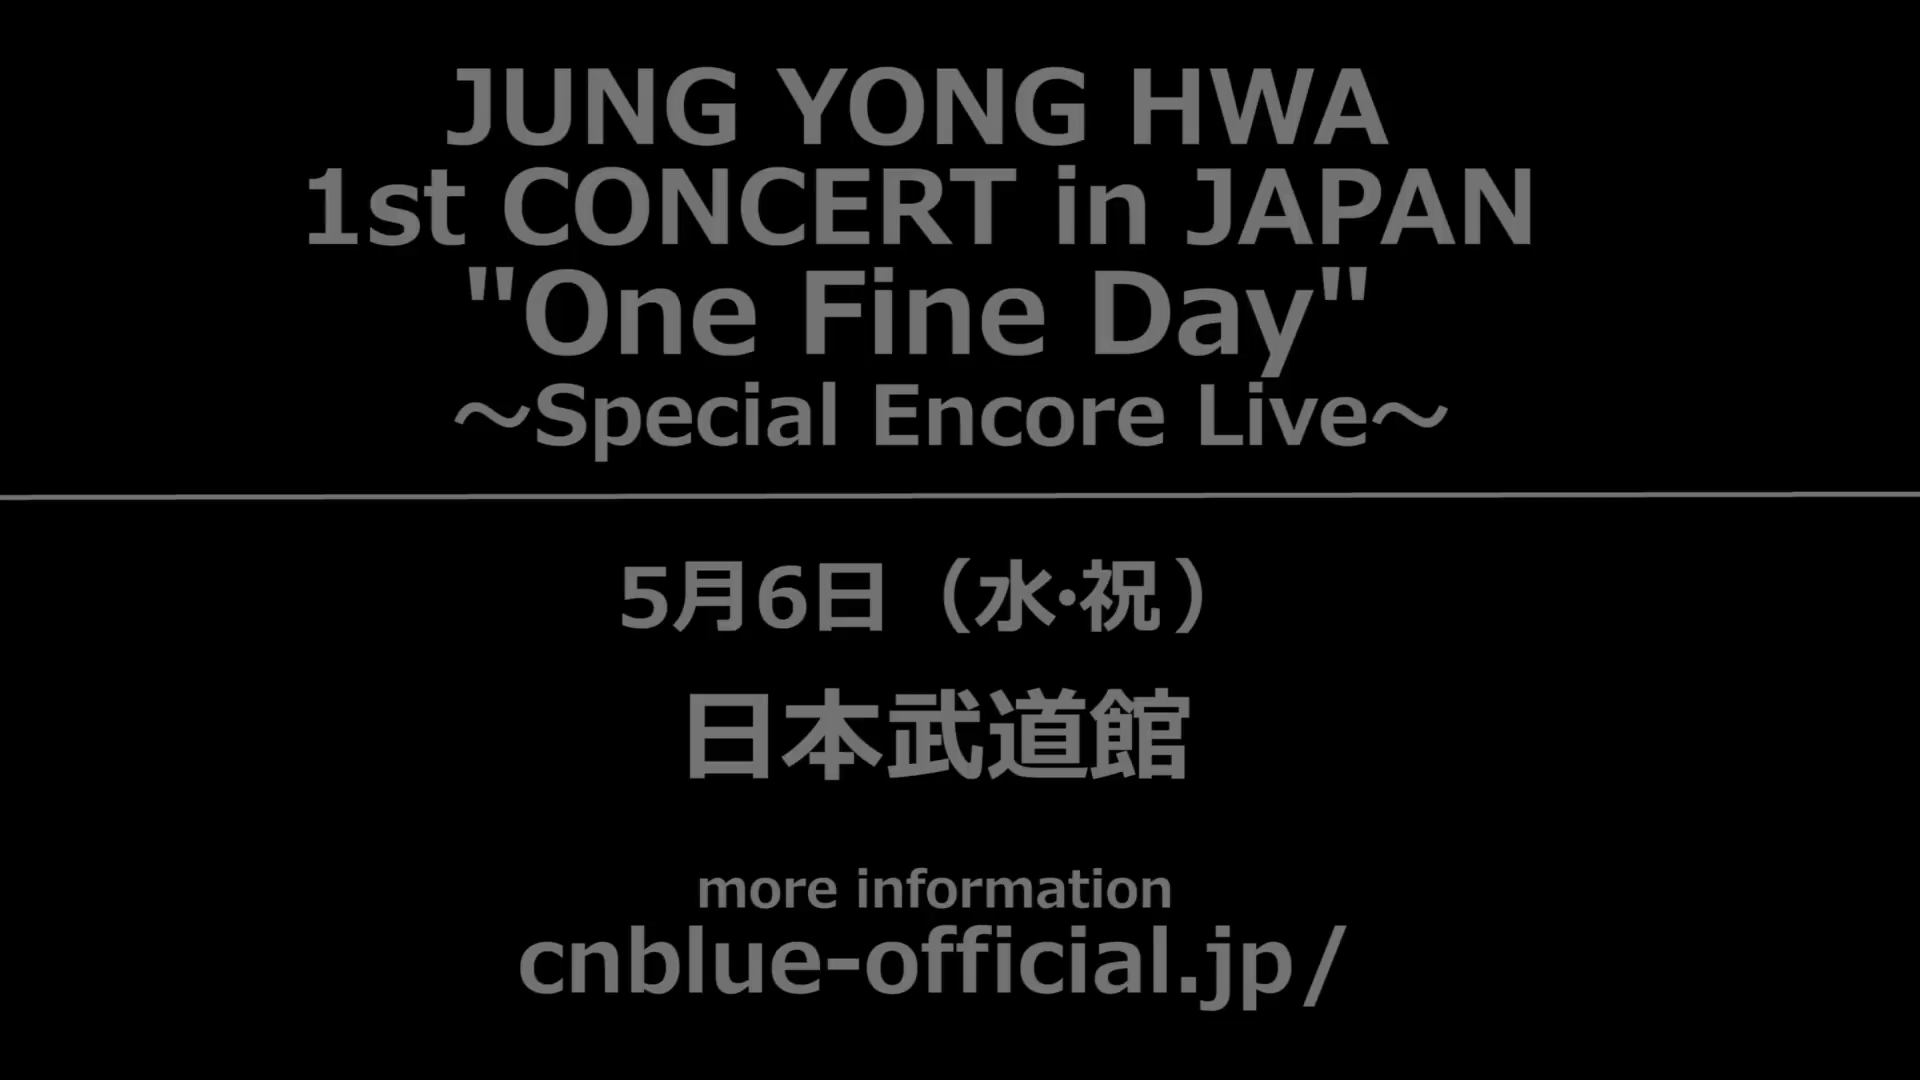 JUNG YONG HWA
1st CONCERT in JAPAN
"One Fine Day"
～Special Encore Live～
5月6日（水・祝）
日本武道館
more information
cnblue-official.jp/